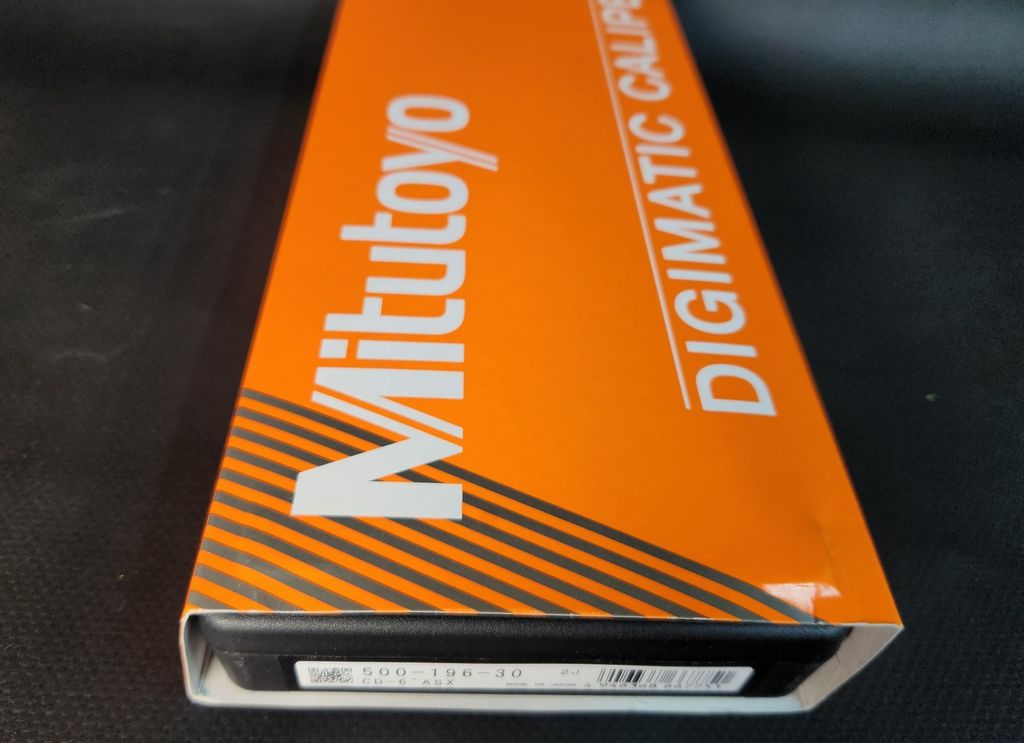 Mitutoyo
DIGIMATIC CALIPE
500-196-30 2J
CD-6"ASX MADE IN JAPAN